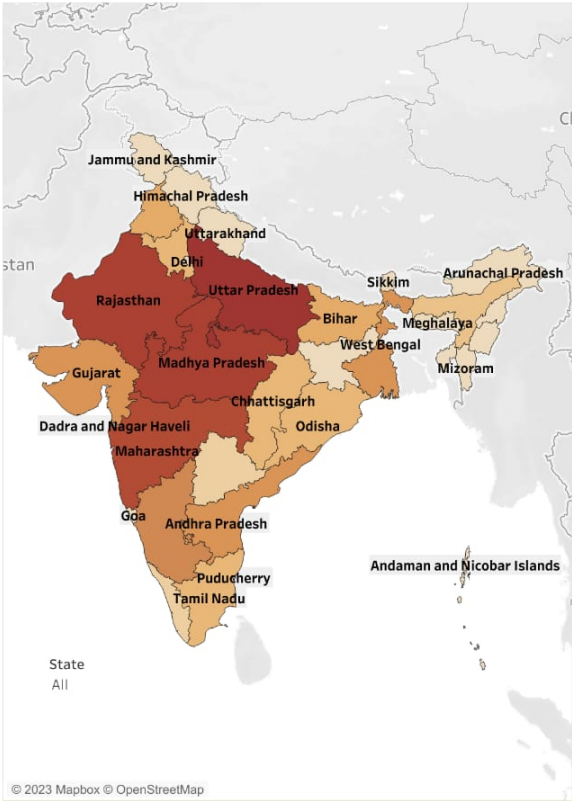 Cl
Jammu and Kashmir
Himachal Pradesh
Uttarakhand
Delhi
stan
Arunachal Pradesh
Sikkim
Rajasthan
Uttar Pradesh
Bihar
Meghalaya
West Bengal
Madhya Pradesh
Mizoram
Gujarat
Chhattisgarh
Dadra and Nagar Haveli
Odisha
Maharashtra
Goa
Andhra Pradesh
Andaman and Nicobar Islands
Puducherry
Tamil Nadu
State
All
© 2023 Mapbox © OpenStreetMap